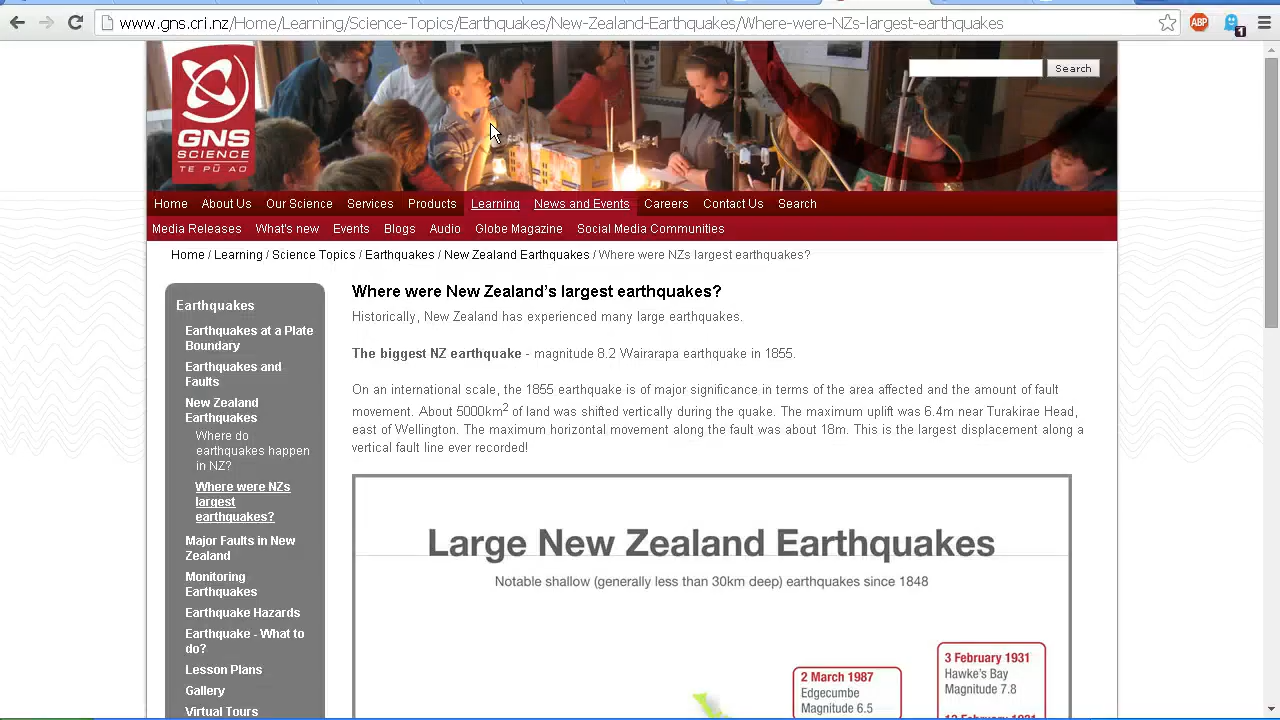 www.gns.cri.nz/Home/Learning/Science-Topics/Earthquakes/New-Zealand-Earthquakes/Where-were-NZs-largest-earthquakes
ABP
1
Search
GNS
SCIENCE
TE PŪ AO
Home About Us Our Science Services Products Learning News and Events Careers Contact Us Search
Media Releases What's new Events Blogs Audio Globe Magazine Social Media Communities
Home / Learning / Science Topics / Earthquakes / New Zealand Earthquakes / Where were NZs largest earthquakes?
Earthquakes
Earthquakes at a Plate
Boundary
Earthquakes and
Faults
New Zealand
Earthquakes
Where do
earthquakes happen
in NZ?
Where were NZs
largest
earthquakes?
Major Faults in New
Zealand
Monitoring
Earthquakes
Earthquake Hazards
Earthquake - What to
do?
Lesson Plans
Gallery
Virtual Tours
Where were New Zealand's largest earthquakes?
Historically, New Zealand has experienced many large earthquakes.
The biggest NZ earthquake - magnitude 8.2 Wairarapa earthquake in 1855.
On an international scale, the 1855 earthquake is of major significance in terms of the area affected and the amount of fault
movement. About 5000km² of land was shifted vertically during the quake. The maximum uplift was 6.4m near Turakirae Head,
east of Wellington. The maximum horizontal movement along the fault was about 18m. This is the largest displacement along a
vertical fault line ever recorded!
Large New Zealand Earthquakes
Notable shallow (generally less than 30km deep) earthquakes since 1848
2 March 1987
Edgecumbe
Magnitude 6.5
3 February 1931
Hawke's Bay
Magnitude 7.8
13 February 1931